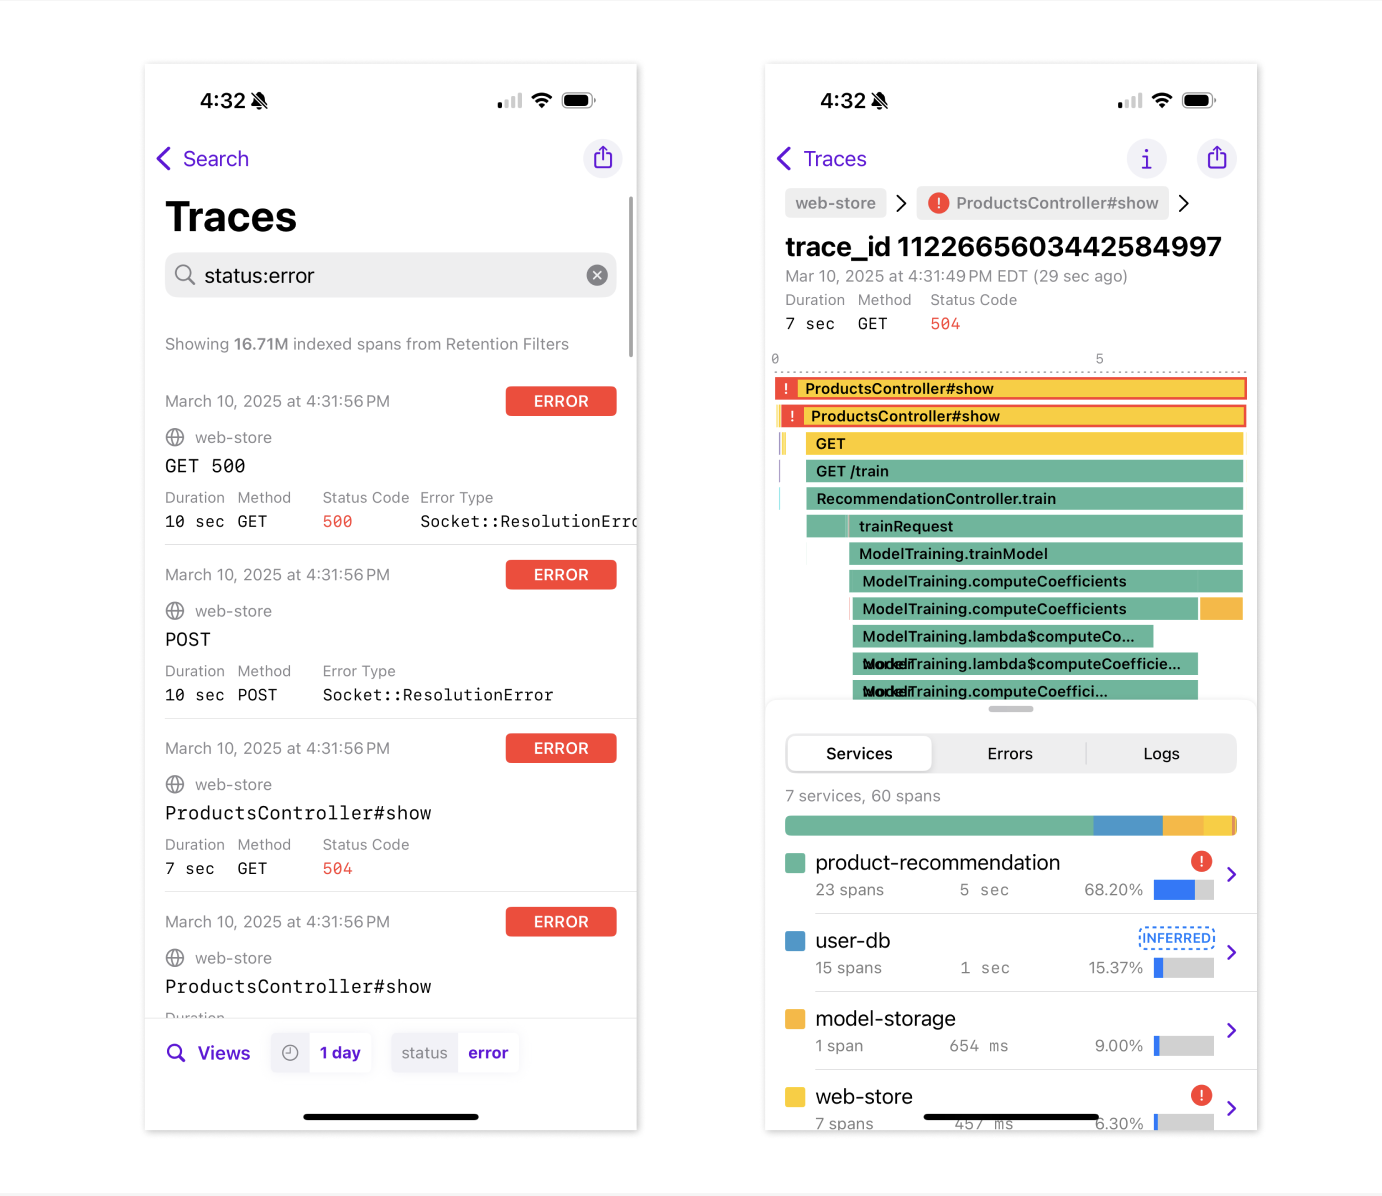 4:32
Search
Traces
status:error
Showing 16.71M indexed spans from Retention Filters
March 10, 2025 at 4:31:56 PM ERROR
web-store
GET 500
Duration Method Status Code Error Type
10 sec GET 500 Socket::ResolutionErro
March 10, 2025 at 4:31:56 PM ERROR
web-store
POST
Duration Method Error Type
10 sec POST Socket::ResolutionError
March 10, 2025 at 4:31:56 PM ERROR
web-store
ProductsController#show
Duration Method Status Code
7 sec GET 504
March 10, 2025 at 4:31:56 PM ERROR
web-store
ProductsController#show
Duration
Views 1 day status error
4:32
Traces i
web-store ! ProductsController#show
trace_id 1122665603442584997
Mar 10, 2025 at 4:31:49 PM EDT (29 sec ago)
Duration Method Status Code
7 sec GET 504
0 5
! ProductsController#show
! ProductsController#show
GET
GET /train
RecommendationController.train
trainRequest
ModelTraining.trainModel
ModelTraining.computeCoefficients
ModelTraining.computeCoefficients
ModelTraining.lambda$computeCo...
ModelTraining.lambda$computeCoefficie...
ModelTraining.computeCoeffici...
Services Errors Logs
7 services, 60 spans
product-recommendation !
23 spans 5 sec 68.20%
user-db INFERRED
15 spans 1 sec 15.37%
model-storage
1 span 654 ms 9.00%
web-store !
7 spans 457 ms 6.30%